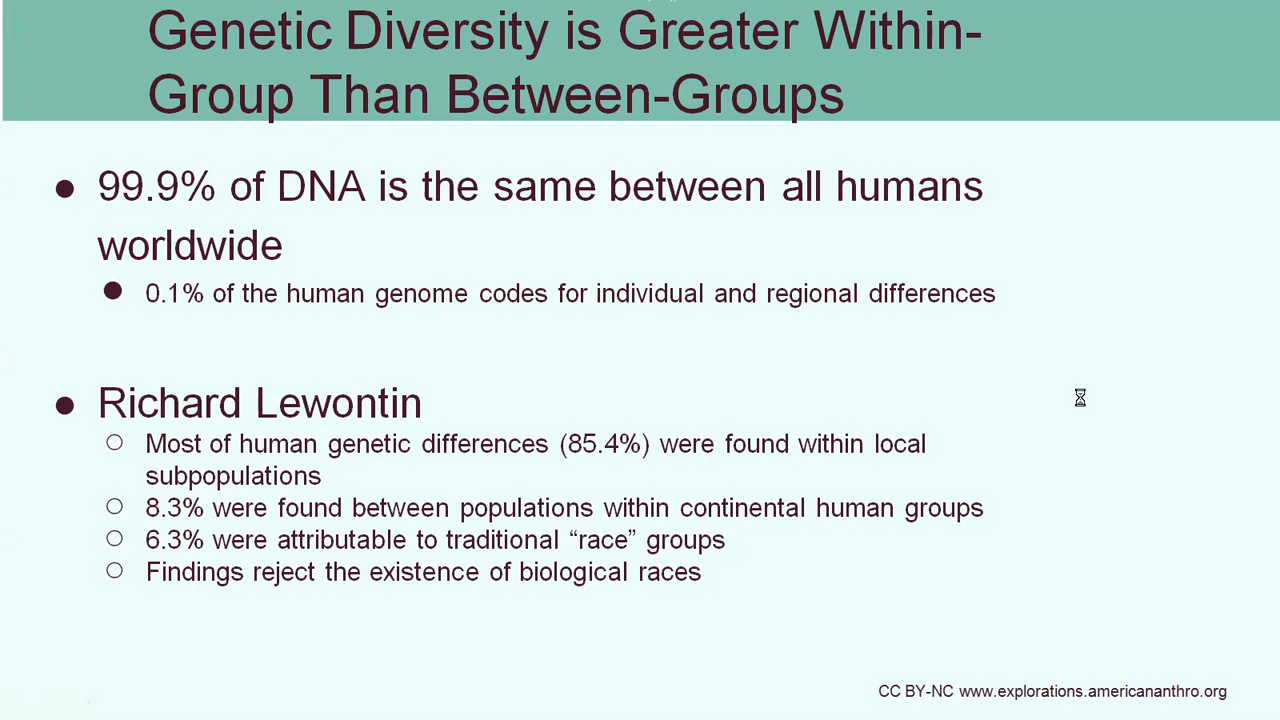 Genetic Diversity is Greater Within-
Group Than Between-Groups
● 99.9% of DNA is the same between all humans
worldwide
● 0.1% of the human genome codes for individual and regional differences
● Richard Lewontin
○ Most of human genetic differences (85.4%) were found within local
subpopulations
○ 8.3% were found between populations within continental human groups
○ 6.3% were attributable to traditional “race” groups
○ Findings reject the existence of biological races
CC BY-NC www.explorations.americananthro.org